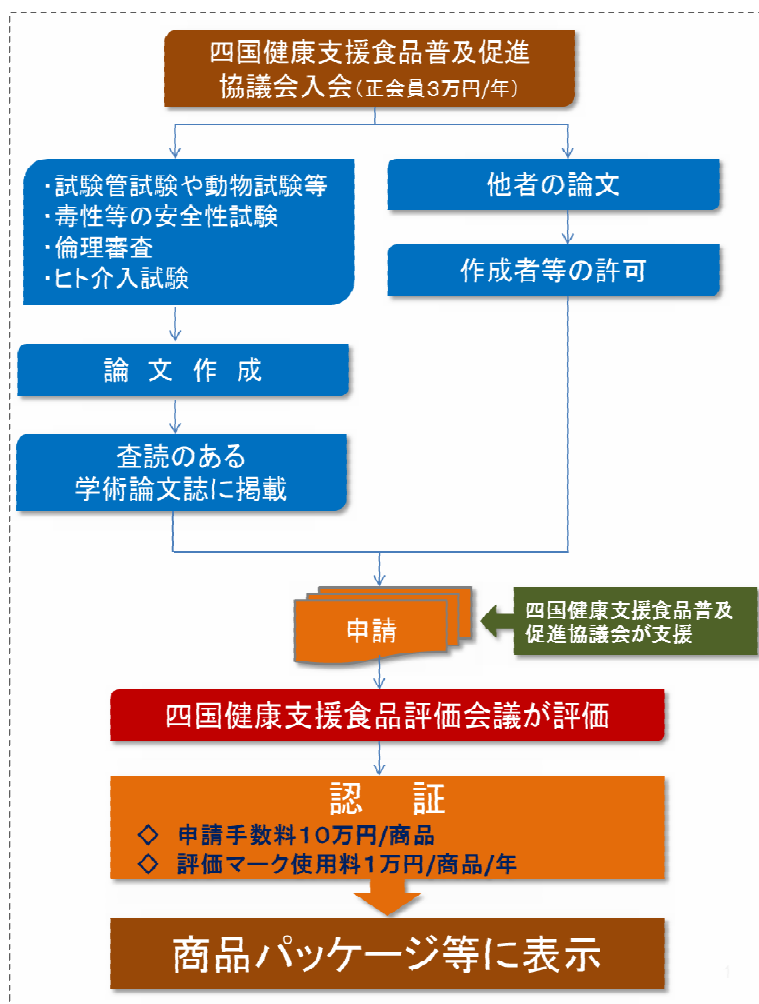 四国健康支援食品普及促進
協議会入会（正会員3万円/年）
・試験管試験や動物試験等
・毒性等の安全性試験
・倫理審査
・ヒト介入試験
他者の論文
作成者等の許可
論 文 作 成
査読のある
学術論文誌に掲載
申請
四国健康支援食品普及
促進協議会が支援
四国健康支援食品評価会議が評価
認 証
◇ 申請手数料10万円/商品
◇ 評価マーク使用料1万円/商品/年
商品パッケージ等に表示
1